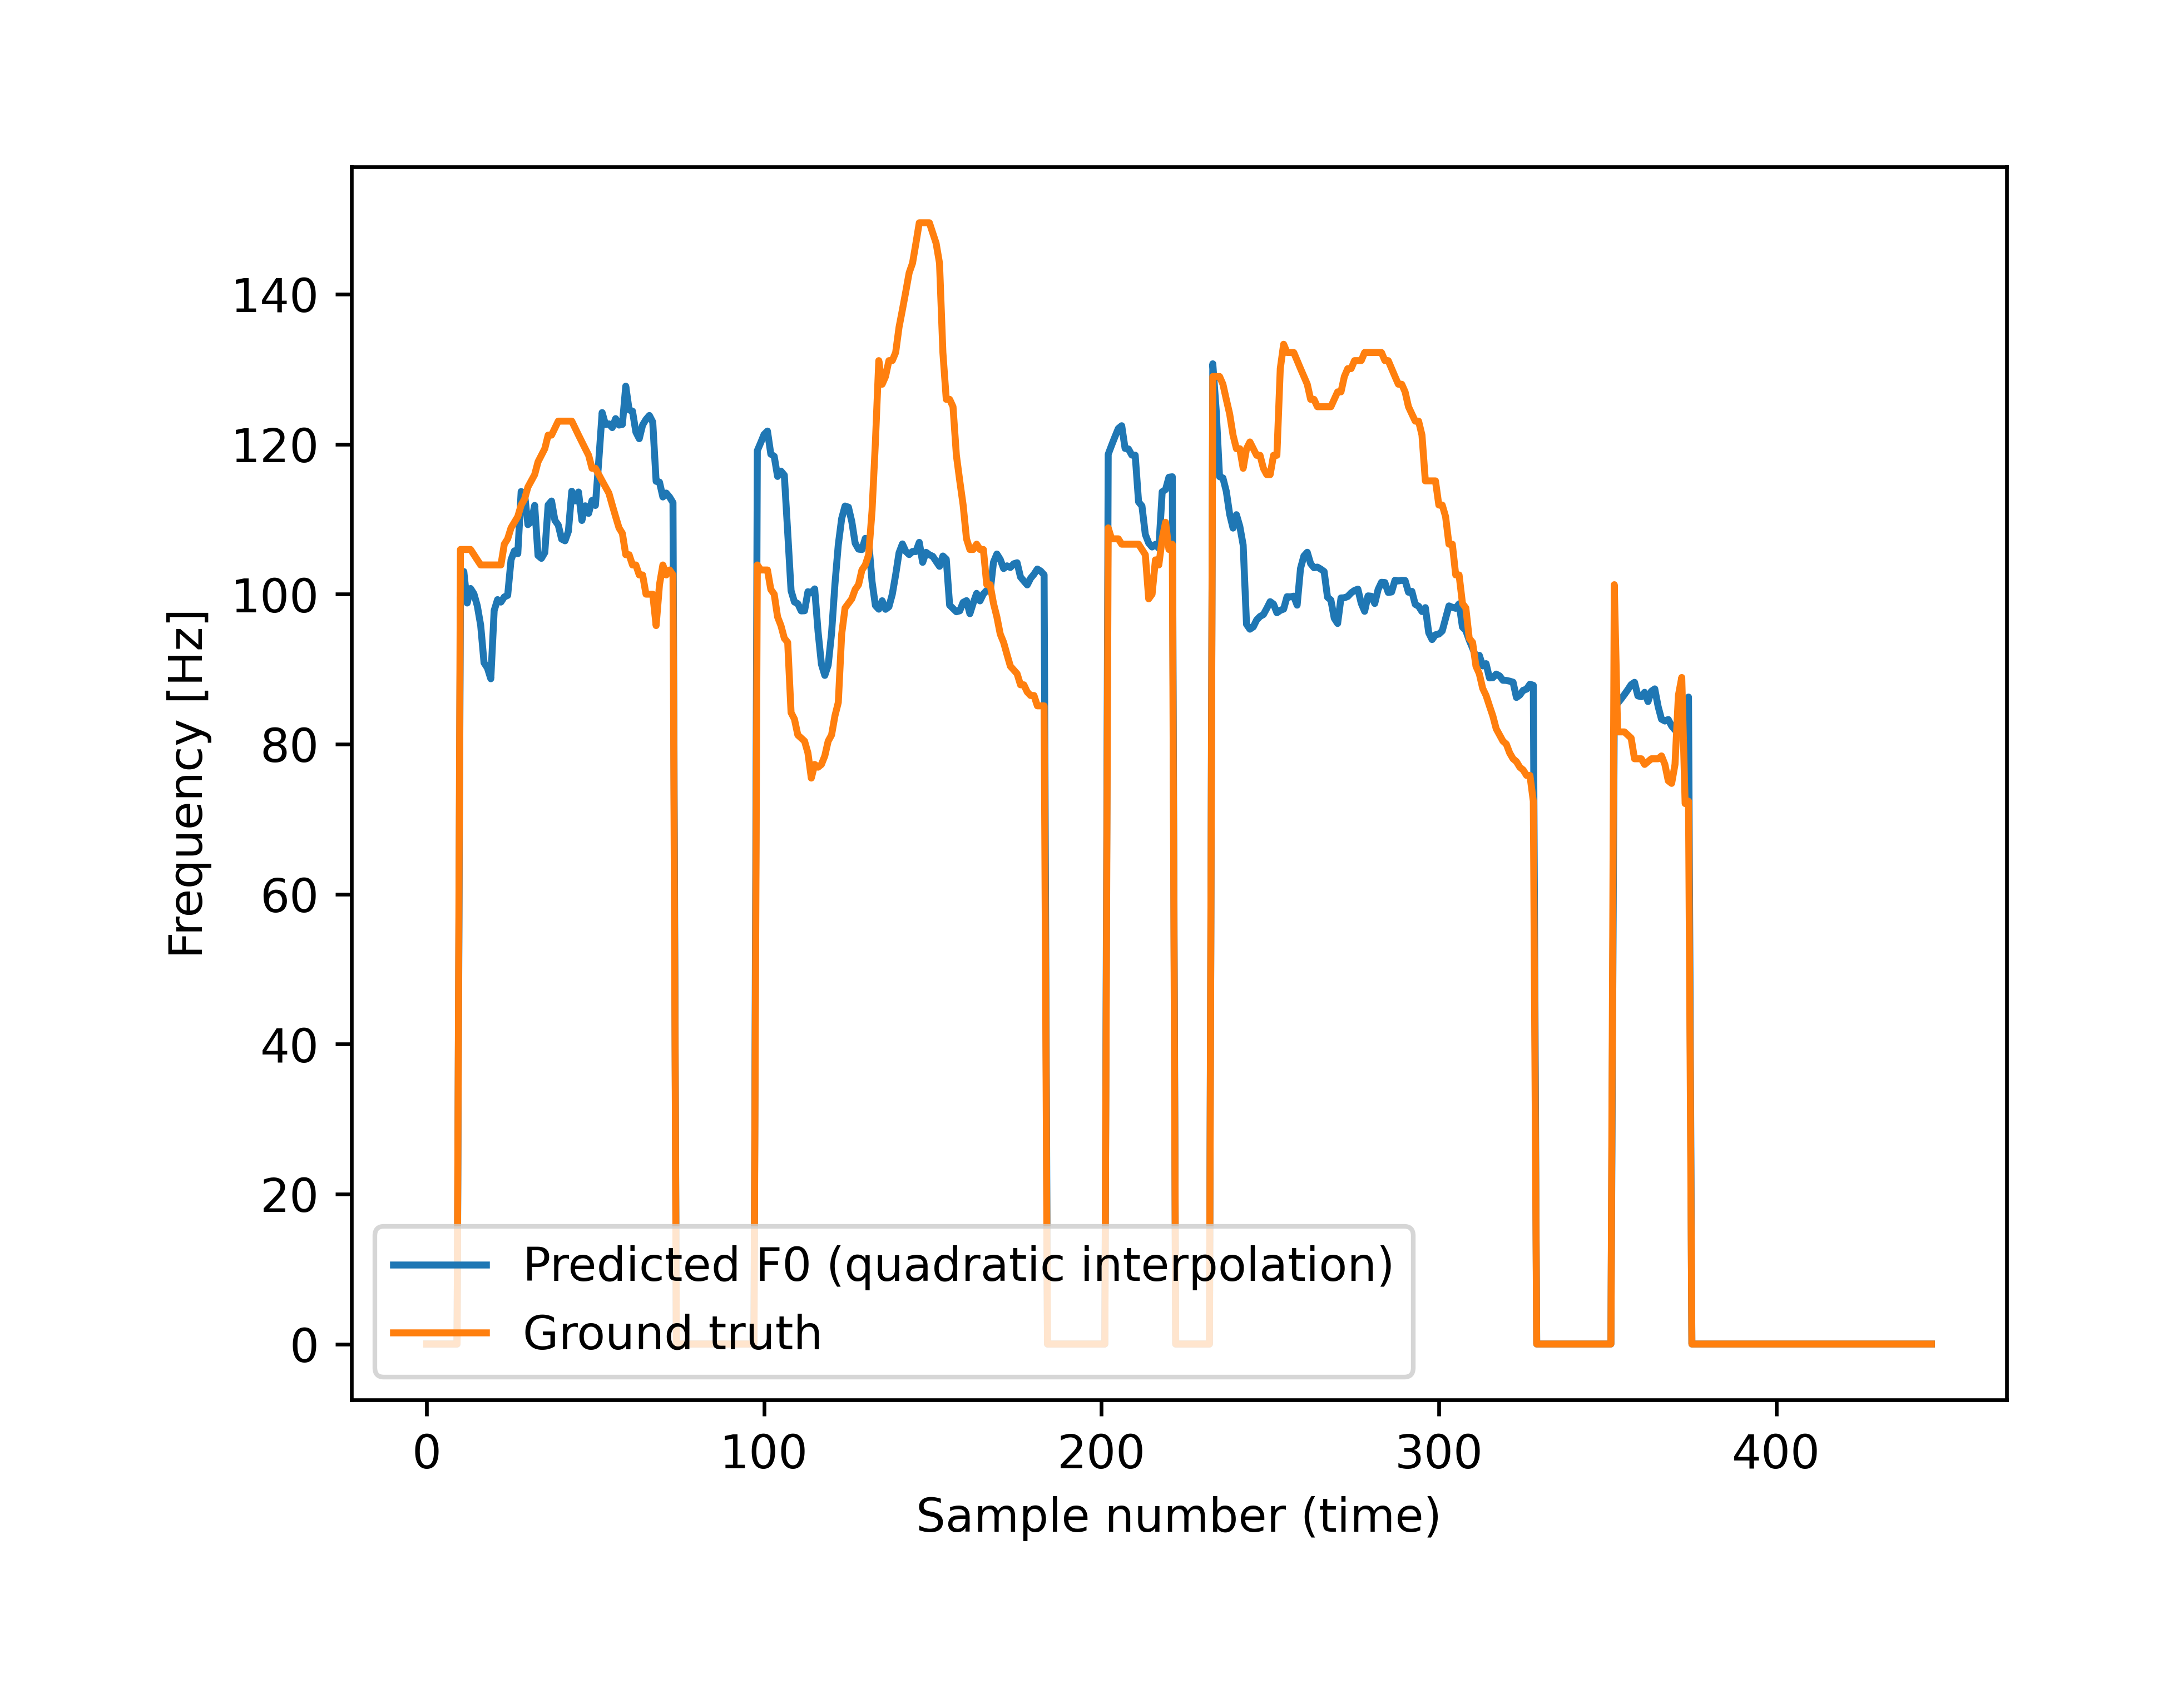 140
120
100
80
60
40
20
0
Frequency [Hz]
Predicted F0 (quadratic interpolation)
Ground truth
0 100 200 300 400
Sample number (time)